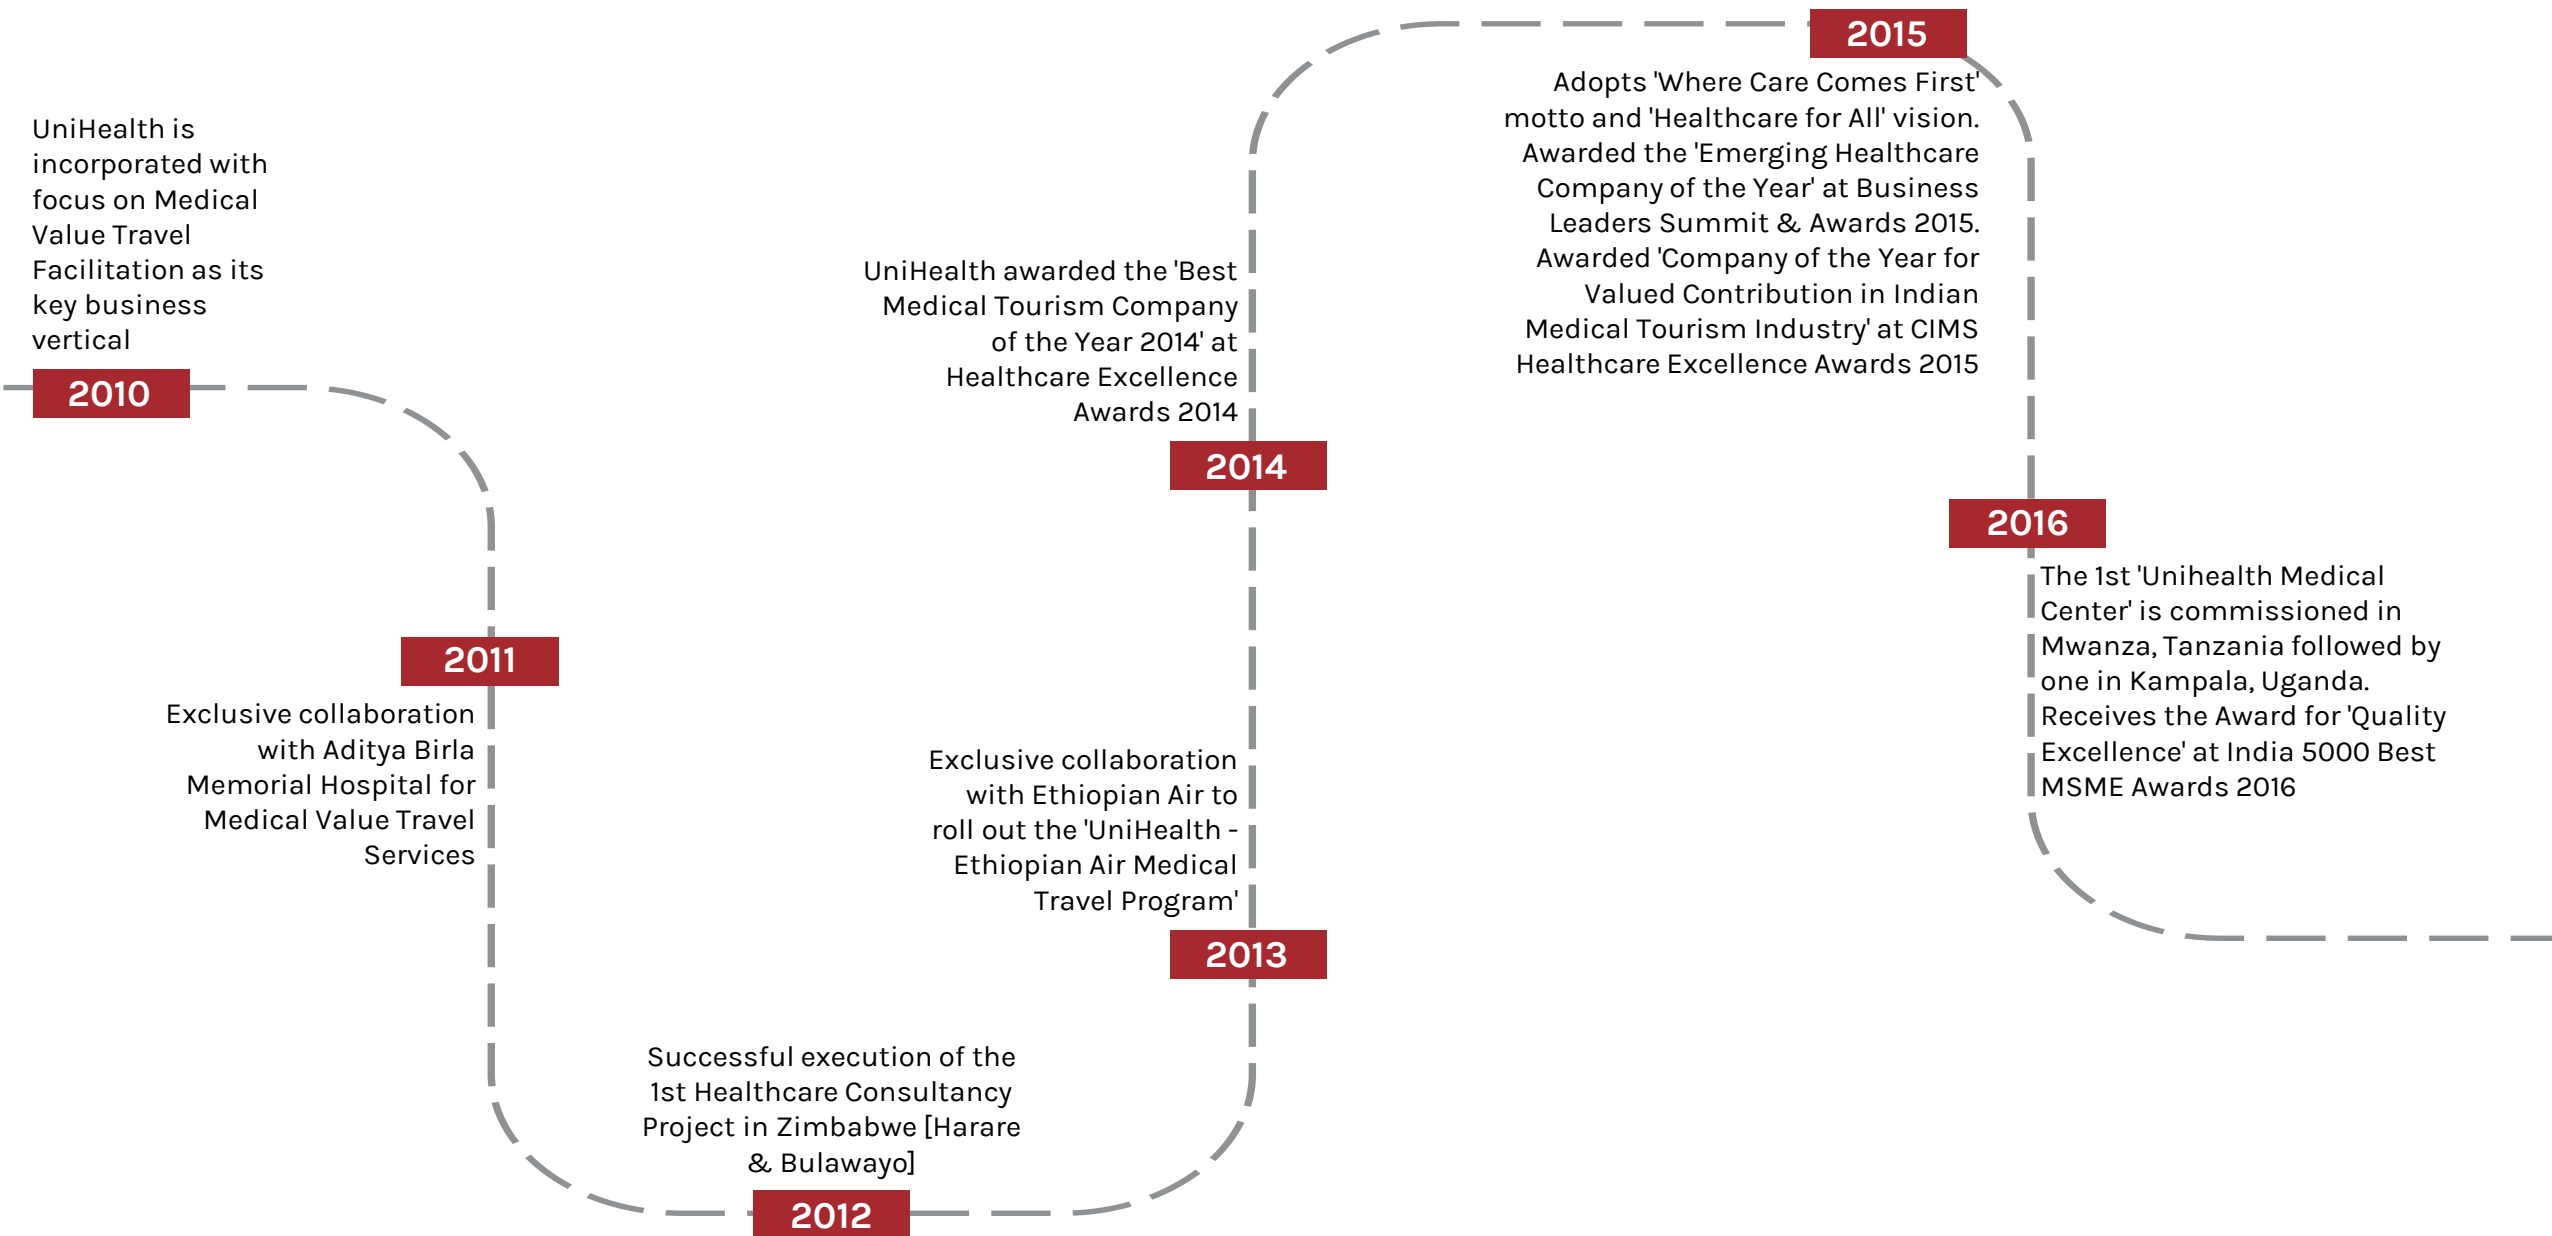 UniHealth is
incorporated with
focus on Medical
Value Travel
Facilitation as its
key business
vertical
2010
2011
Exclusive collaboration
with Aditya Birla
Memorial Hospital for
Medical Value Travel
Services
Successful execution of the
1st Healthcare Consultancy
Project in Zimbabwe [Harare
& Bulawayo]
2012
Exclusive collaboration
with Ethiopian Air to
roll out the 'UniHealth -
Ethiopian Air Medical
Travel Program'
2013
UniHealth awarded the 'Best
Medical Tourism Company
of the Year 2014' at
Healthcare Excellence
Awards 2014
2014
2015
Adopts 'Where Care Comes First'
motto and 'Healthcare for All' vision.
Awarded the 'Emerging Healthcare
Company of the Year' at Business
Leaders Summit & Awards 2015.
Awarded 'Company of the Year for
Valued Contribution in Indian
Medical Tourism Industry' at CIMS
Healthcare Excellence Awards 2015
2016
The 1st 'Unihealth Medical
Center' is commissioned in
Mwanza, Tanzania followed by
one in Kampala, Uganda.
Receives the Award for 'Quality
Excellence' at India 5000 Best
MSME Awards 2016